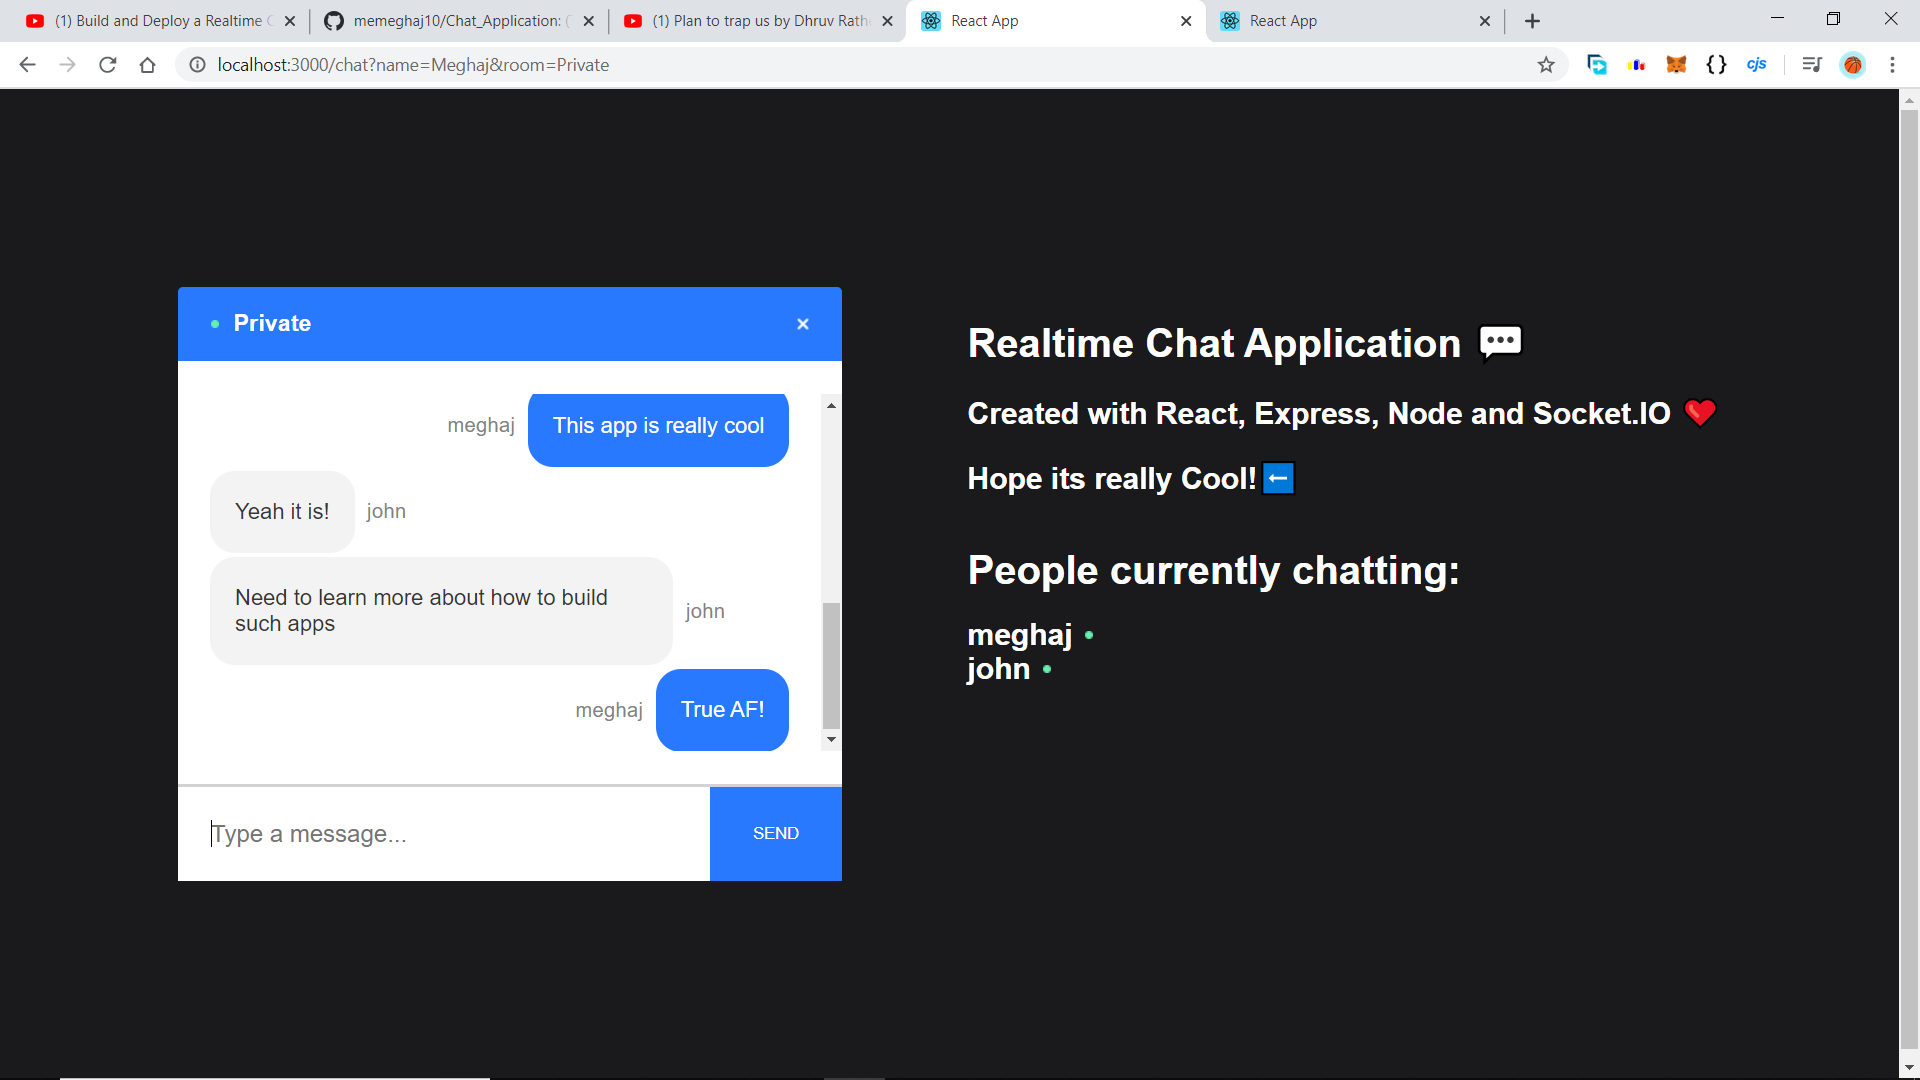 (1) Build and Deploy a Realtime
memeghaj10/Chat_Application:
(1) Plan to trap us by Dhruv Rath
React App
React App
localhost:3000/chat?name=Meghaj&room=Private
cjs
Private
meghaj
This app is really cool
Yeah it is!
john
Need to learn more about how to build
such apps
john
meghaj
True AF!
Type a message...
SEND
Realtime Chat Application 💬
Created with React, Express, Node and Socket.IO ❤️
Hope its really Cool!⬅️
People currently chatting:
meghaj
john